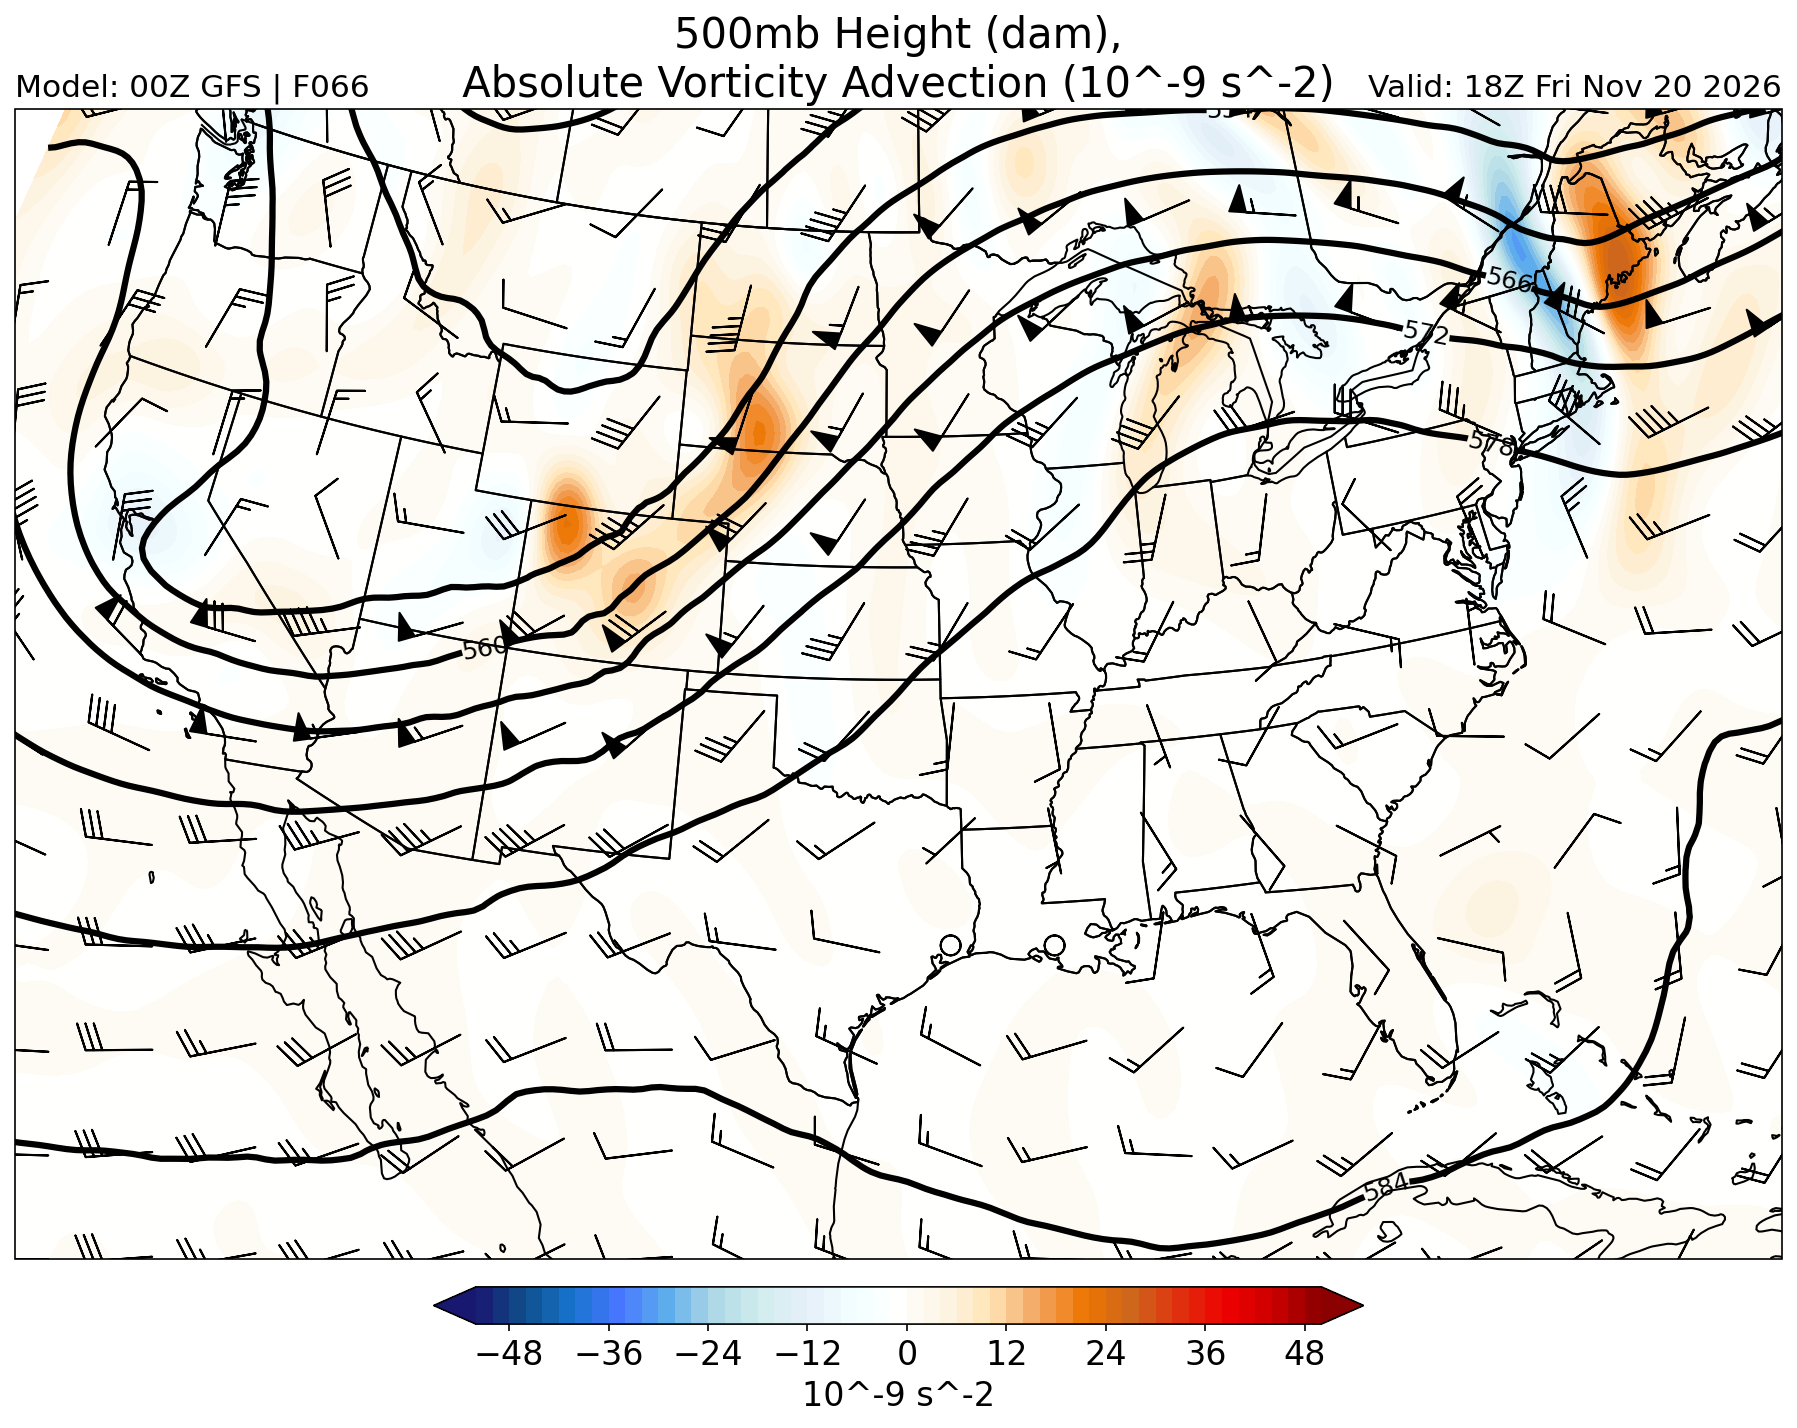 500mb Height (dam),
Model: 00Z GFS | F066
Absolute Vorticity Advection (10^-9 s^-2)
Valid: 18Z Fri Nov 20 2026
566
572
578
560
584
−48 −36 −24 −12 0 12 24 36 48
10^-9 s^-2